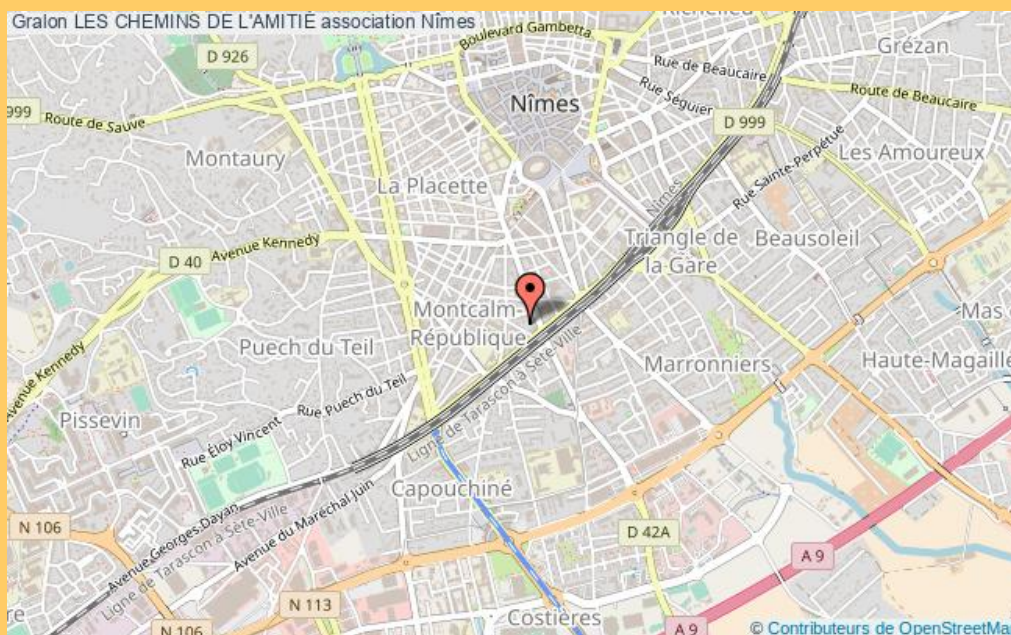 Gralon LES CHEMINS DE L'AMITIÉ association Nîmes
Richelieu
Boulevard Gambetta
Grézan
D 926
Rue de Beaucaire
Nîmes
Rue Séguier
Route de Beaucaire
999
Route de Sauve
D 999
Montaury
Les Amoureux
La Placette
Rue Sainte-Perpétue
Nîmes
Avenue Kennedy
Triangle de
la Gare
Beausoleil
D 40
Montcalm-
République
Mas
Puech du Teil
Ligne de Tarascon à Sète-Ville
Marronniers
Haute-Magaille
Avenue Kennedy
Rue Puech du Teil
Pissevin
Rue Éloy Vincent
Capouchiné
Avenue Georges-Dayan
Ligne de Tarascon à Sète-Ville
Avenue du Maréchal Juin
N 106
D 42A
A 9
N 113
re
Costières
N 106
A 9
© Contributeurs de OpenStreetMa